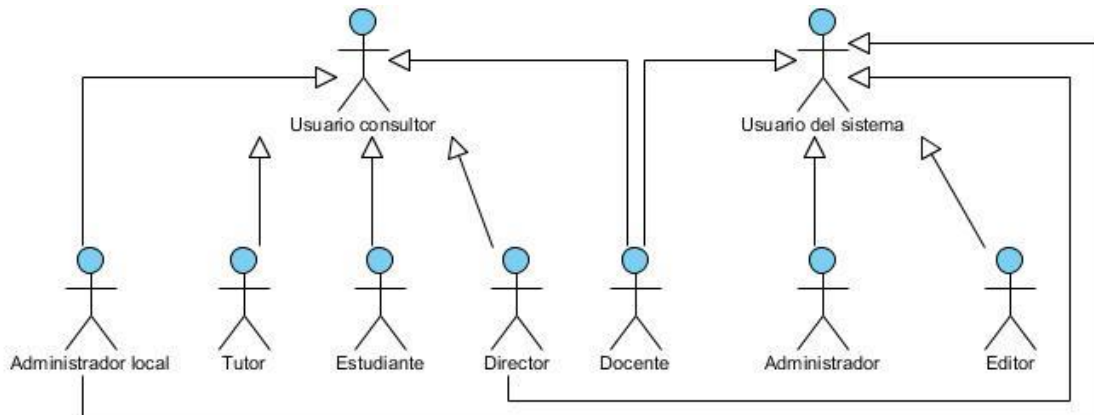 Usuario consultor
Usuario del sistema
Administrador local
Tutor
Estudiante
Director
Docente
Administrador
Editor